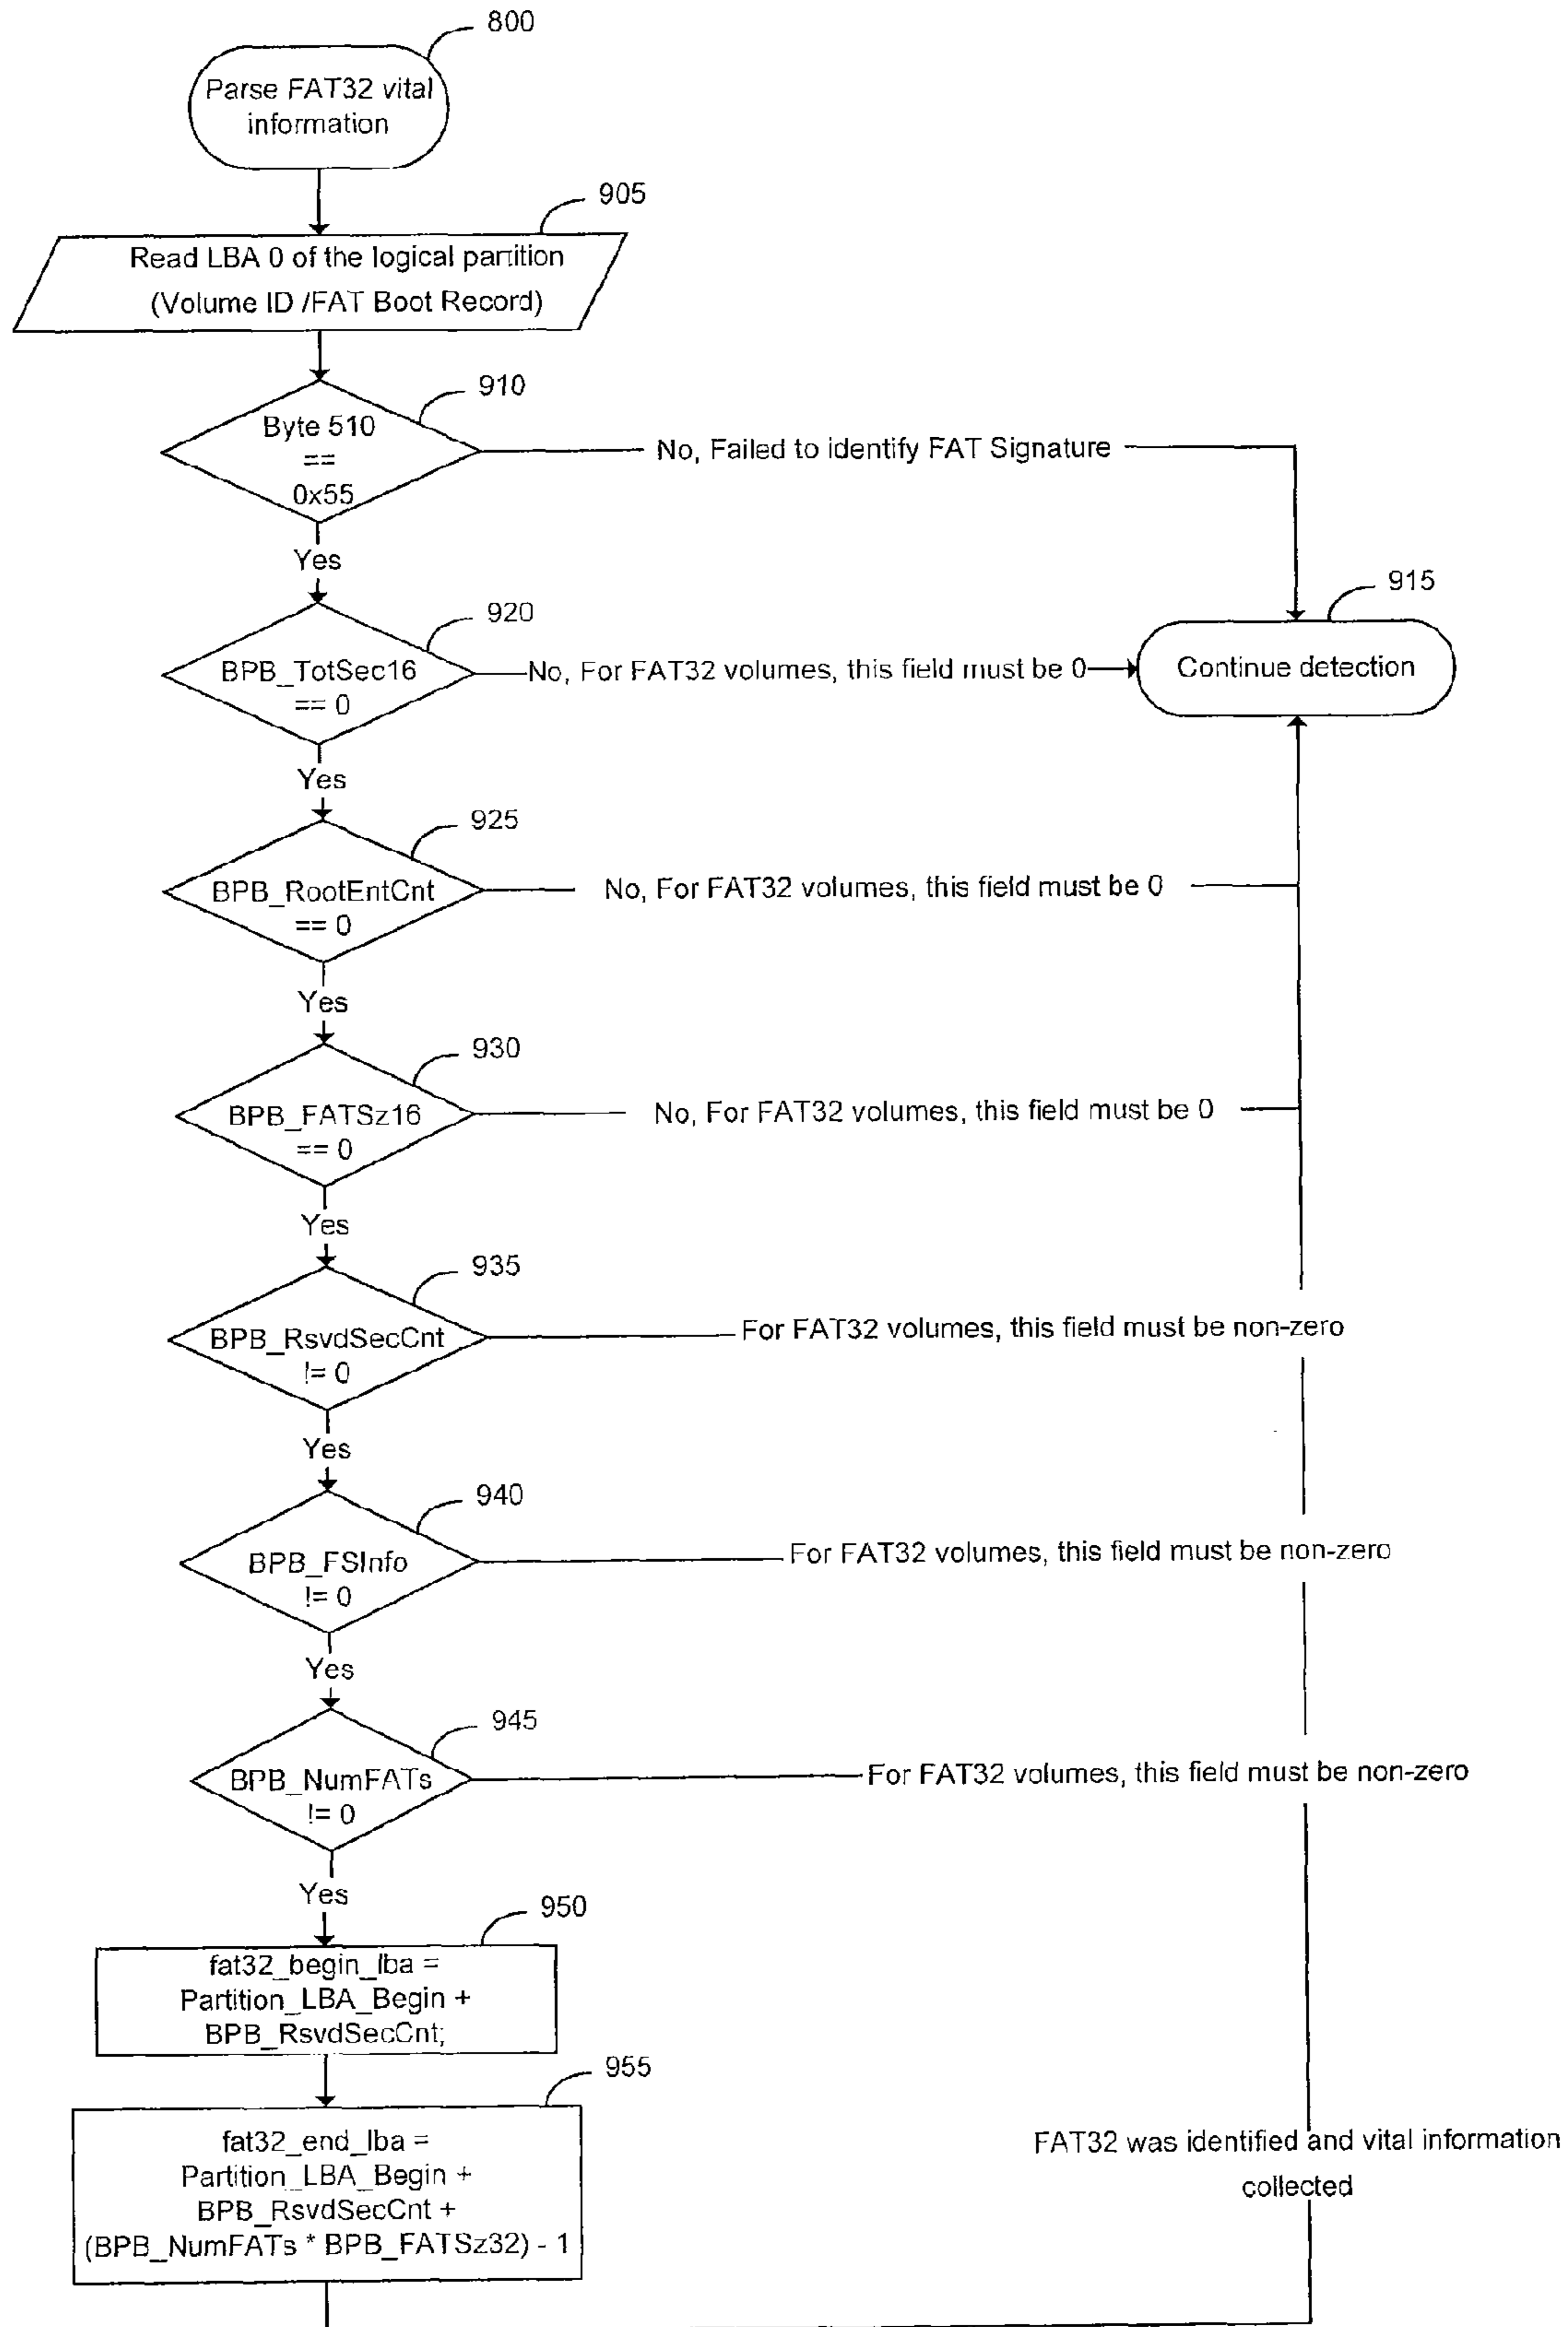 800
Parse FAT32 vital
information
905
Read LBA 0 of the logical partition
(Volume ID /FAT Boot Record)
910
Byte 510
==
0x55
No, Failed to identify FAT Signature
Yes
915
Continue detection
920
BPB_TotSec16
== 0
No, For FAT32 volumes, this field must be 0
Yes
925
BPB_RootEntCnt
== 0
No, For FAT32 volumes, this field must be 0
Yes
930
BPB_FATSz16
== 0
No, For FAT32 volumes, this field must be 0
Yes
935
BPB_RsvdSecCnt
!= 0
For FAT32 volumes, this field must be non-zero
Yes
940
BPB_FSInfo
!= 0
For FAT32 volumes, this field must be non-zero
Yes
945
BPB_NumFATs
!= 0
For FAT32 volumes, this field must be non-zero
Yes
950
fat32_begin_lba =
Partition_LBA_Begin +
BPB_RsvdSecCnt;
955
fat32_end_lba =
Partition_LBA_Begin +
BPB_RsvdSecCnt +
(BPB_NumFATs * BPB_FATSz32) - 1
FAT32 was identified and vital information
collected